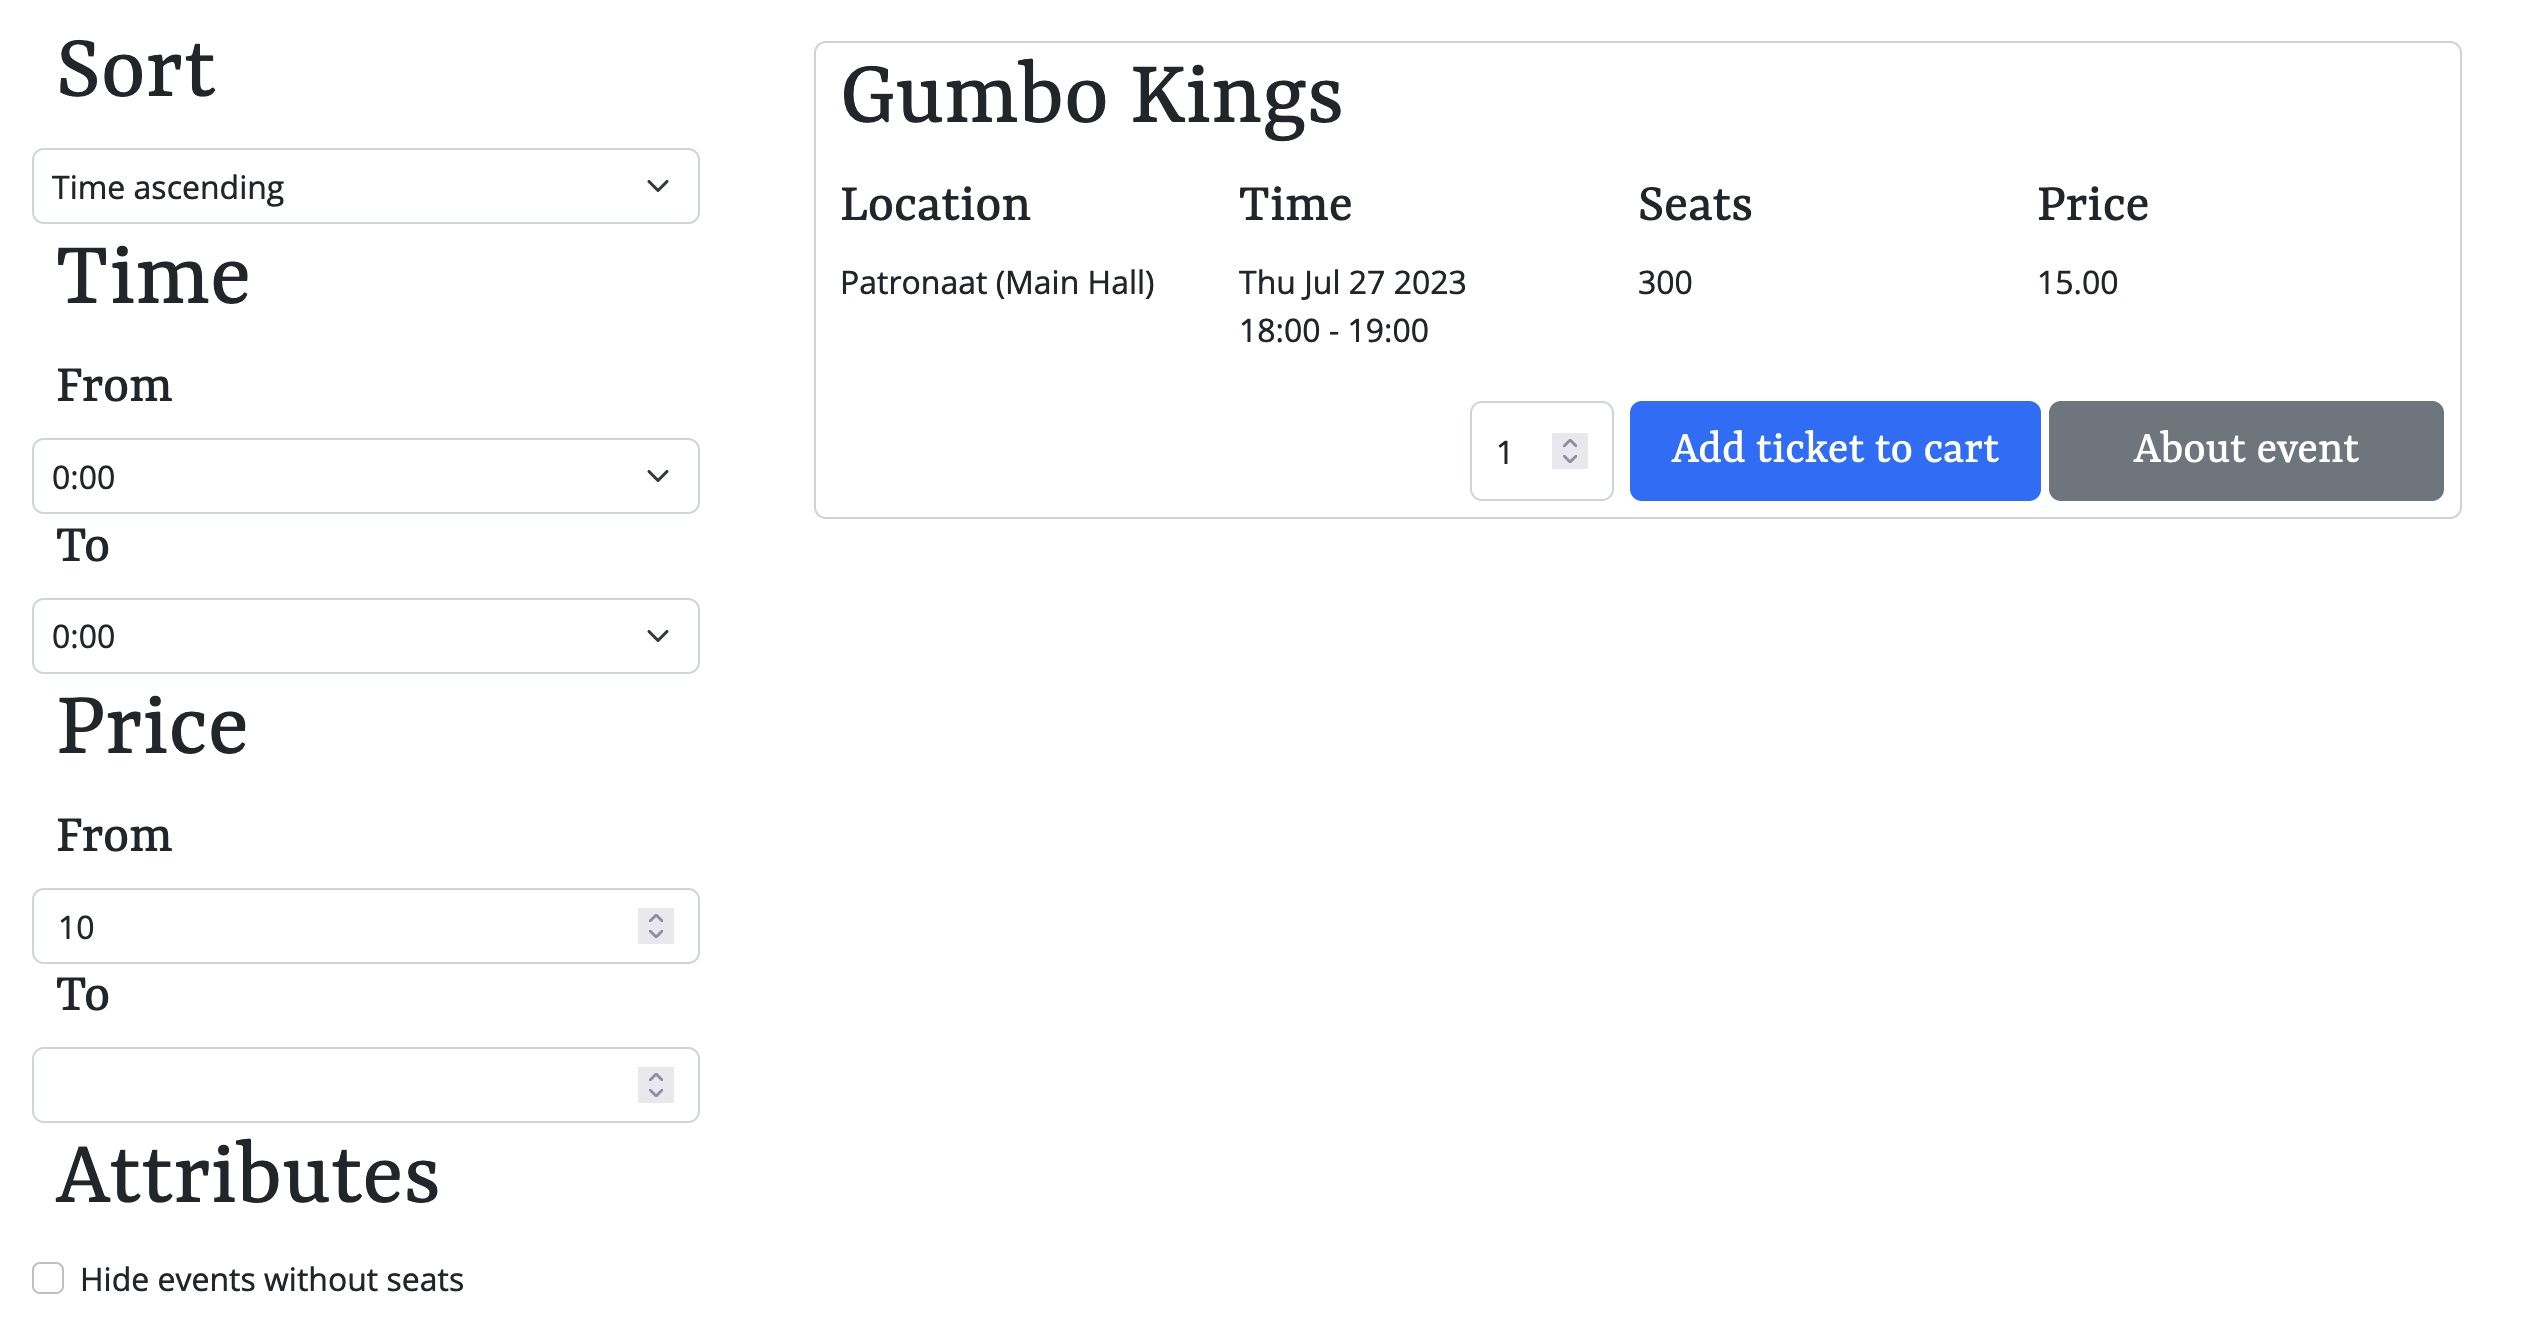 Sort
Time ascending
Time
From
0:00
To
0:00
Price
From
10
To
Attributes
Hide events without seats
Gumbo Kings
Location Time Seats Price
Patronaat (Main Hall) Thu Jul 27 2023 300 15.00
18:00 - 19:00
1 Add ticket to cart About event